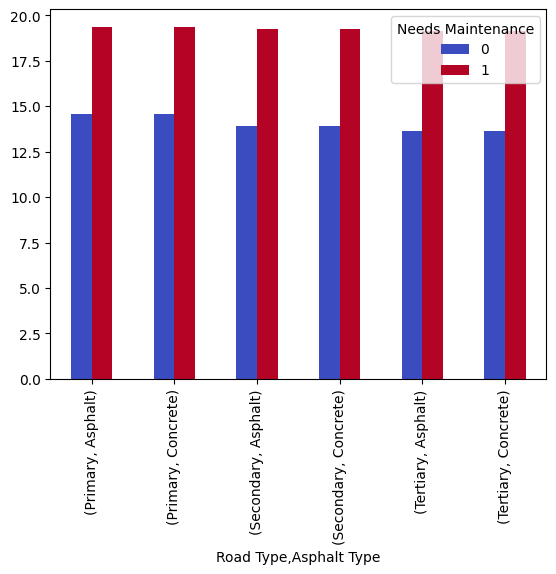 20.0
17.5
15.0
12.5
10.0
7.5
5.0
2.5
0.0
Needs Maintenance
0
1
(Primary, Asphalt)
(Primary, Concrete)
(Secondary, Asphalt)
(Secondary, Concrete)
(Tertiary, Asphalt)
(Tertiary, Concrete)
Road Type,Asphalt Type